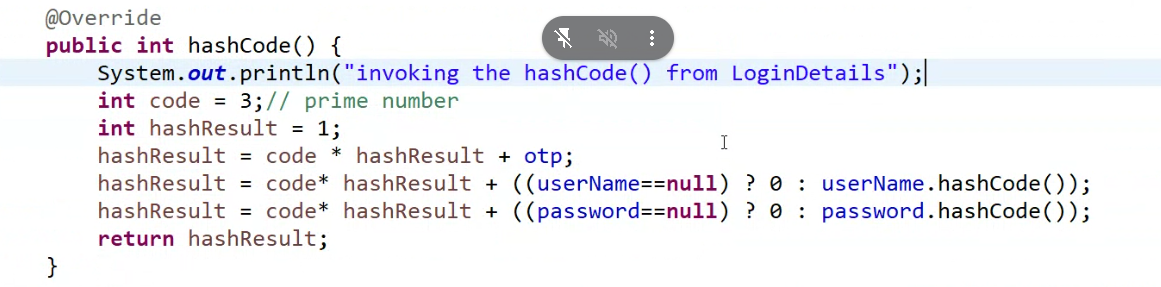 @Override
public int hashCode() {
System.out.println("invoking the hashCode() from LoginDetails");
int code = 3;// prime number
int hashResult = 1;
hashResult = code * hashResult + otp;
hashResult = code* hashResult + ((userName==null) ? 0 : userName.hashCode());
hashResult = code* hashResult + ((password==null) ? 0 : password.hashCode());
return hashResult;
}